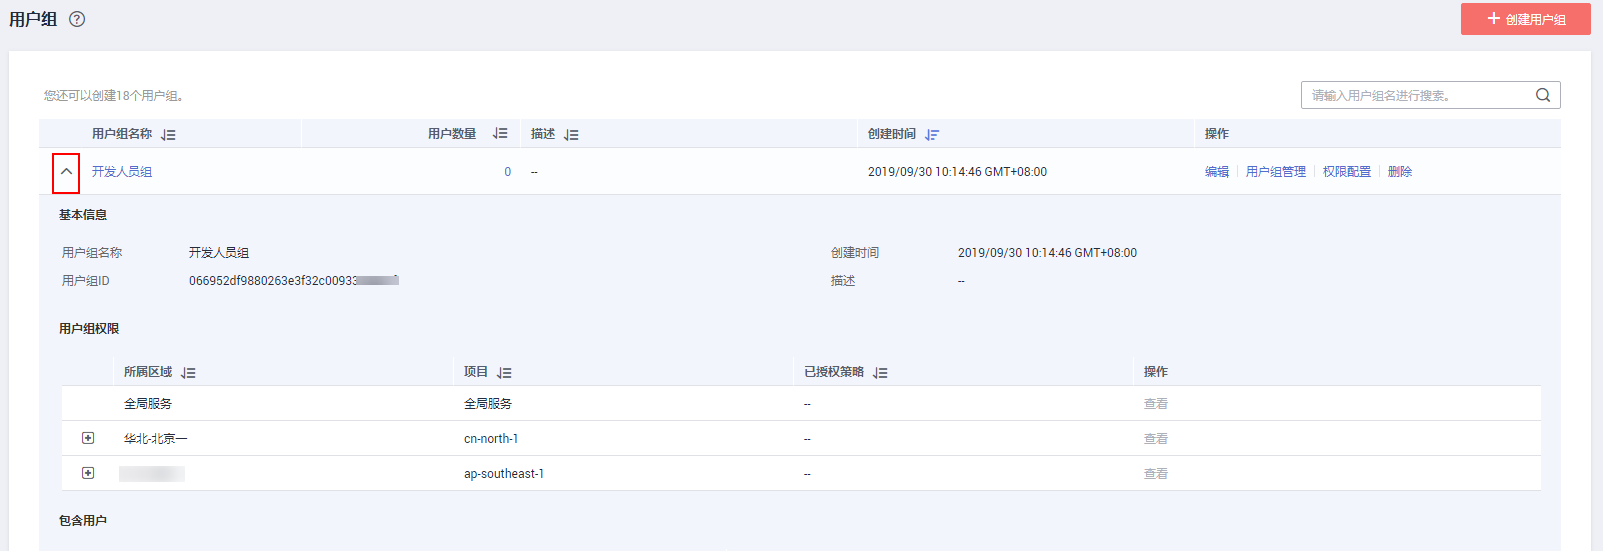 用户组 ?
+ 创建用户组
您还可以创建18个用户组。
请输入用户组名进行搜索。
用户组名称 用户数量 描述 创建时间 操作
开发人员组 0 -- 2019/09/30 10:14:46 GMT+08:00 编辑 用户组管理 权限配置 删除
基本信息
用户组名称 开发人员组 创建时间 2019/09/30 10:14:46 GMT+08:00
用户组ID 066952df9880263e3f32c00933 描述 --
用户组权限
所属区域 项目 已授权策略 操作
全局服务 全局服务 -- 查看
华北-北京一 cn-north-1 -- 查看
ap-southeast-1 -- 查看
包含用户